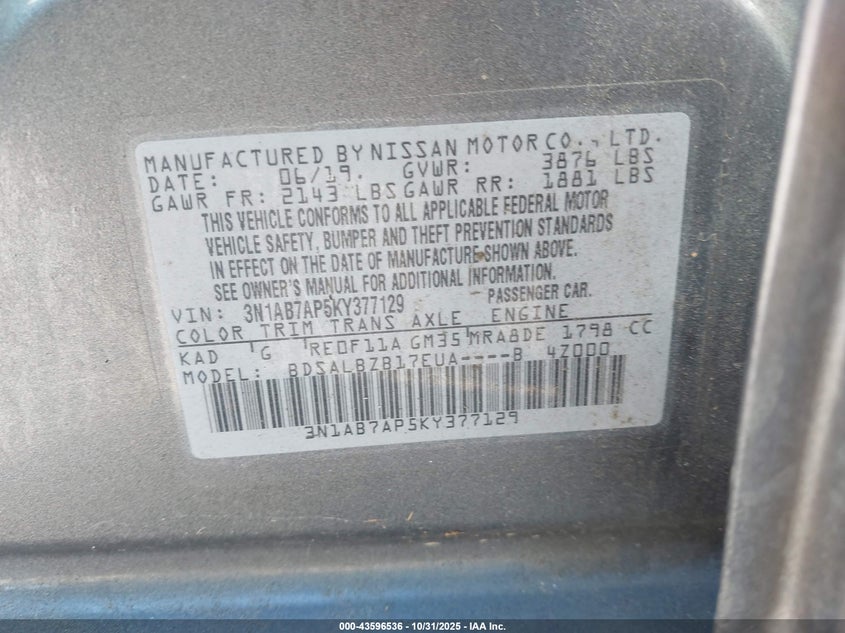 MANUFACTURED BY NISSAN MOTOR CO., LTD.
DATE: 06/19. GVWR: 3876 LBS
GAWR FR: 2143 LBS GAWR RR: 1881 LBS
THIS VEHICLE CONFORMS TO ALL APPLICABLE FEDERAL MOTOR
VEHICLE SAFETY, BUMPER AND THEFT PREVENTION STANDARDS
IN EFFECT ON THE DATE OF MANUFACTURE SHOWN ABOVE.
SEE OWNER'S MANUAL FOR ADDITIONAL INFORMATION.
VIN: 3N1AB7AP5KY377129 PASSENGER CAR.
COLOR TRIM TRANS AXLE ENGINE
KAD G RE0F11A GM35 MRA8DE 1798 CC
MODEL: BDSALBZB17EUA----B 4Z000
3N1AB7AP5KY377129
000-43596536 - 10/31/2025 - IAA Inc.